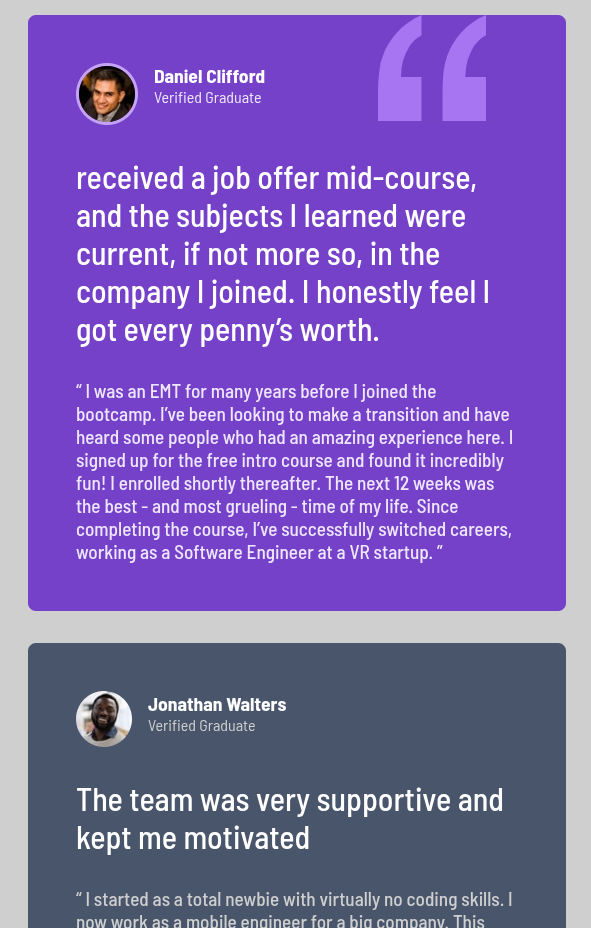 Daniel Clifford
Verified Graduate
received a job offer mid-course,
and the subjects I learned were
current, if not more so, in the
company I joined. I honestly feel I
got every penny’s worth.
“ I was an EMT for many years before I joined the
bootcamp. I’ve been looking to make a transition and have
heard some people who had an amazing experience here. I
signed up for the free intro course and found it incredibly
fun! I enrolled shortly thereafter. The next 12 weeks was
the best - and most grueling - time of my life. Since
completing the course, I’ve successfully switched careers,
working as a Software Engineer at a VR startup. ”
Jonathan Walters
Verified Graduate
The team was very supportive and
kept me motivated
“ I started as a total newbie with virtually no coding skills. I
now work as a mobile engineer for a big company. This